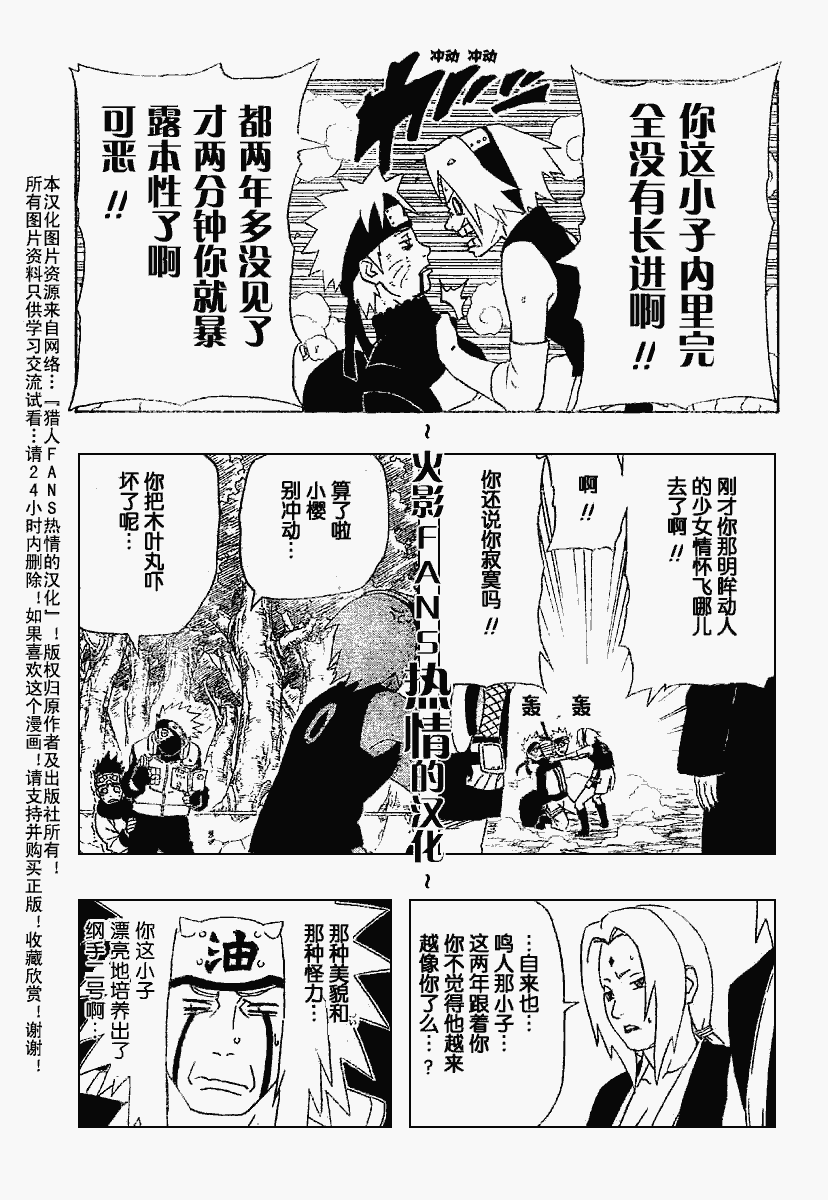 冲动 冲动
你这小子内里完
全没有长进啊!!
都两年多没见了
才两分钟你就暴
露本性了啊
可恶!!
刚才你那明眸动人
的少女情怀飞哪儿
去了啊!!
啊!!
你还说你寂寞吗!!
轰
轰
算了啦
小樱
别冲动…
你把木叶丸吓
坏了呢…
～火影FANS热情的汉化～
…自来也…
鸣人那小子…
这两年跟着你
你不觉得他越来
越像你了么…?
那种美貌和
那种怪力…
油
你这小子
漂亮地培养出了
纲手二号啊…
本汉化图片资源来自网络…『猎人FANS热情的汉化』!版权归原作者及出版社所有!
所有图片资料只供学习交流试看…请24小时内删除!如果喜欢这个漫画!请支持并购买正版!收藏欣赏!谢谢!